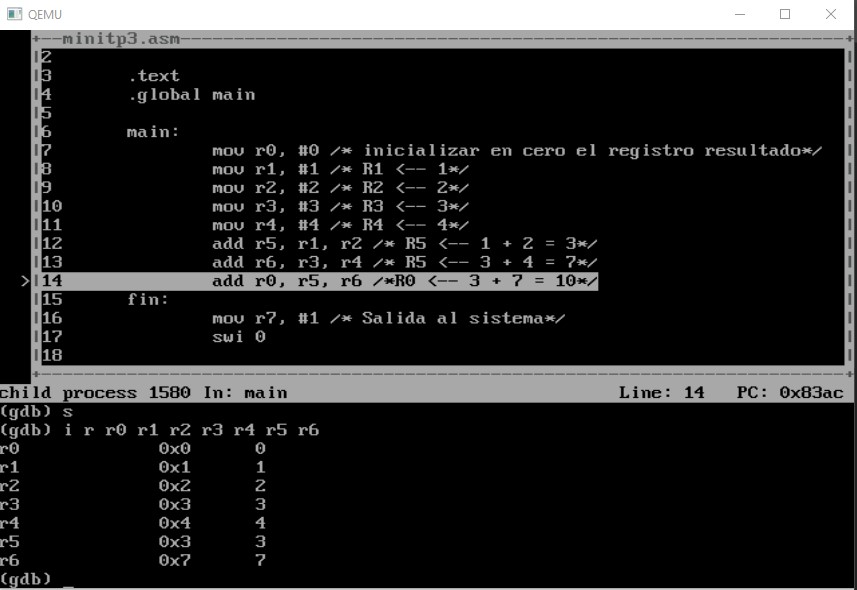 QEMU
minitp3.asm
2
3 .text
4 .global main
5
6 main:
7 mov r0, #0 /* inicializar en cero el registro resultado*/
8 mov r1, #1 /* R1 <-- 1*/
9 mov r2, #2 /* R2 <-- 2*/
10 mov r3, #3 /* R3 <-- 3*/
11 mov r4, #4 /* R4 <-- 4*/
12 add r5, r1, r2 /* R5 <-- 1 + 2 = 3*/
13 add r6, r3, r4 /* R5 <-- 3 + 4 = 7*/
>14 add r0, r5, r6 /*R0 <-- 3 + 7 = 10*/
15 fin:
16 mov r7, #1 /* Salida al sistema*/
17 swi 0
18
child process 1580 In: main Line: 14 PC: 0x83ac
(gdb) s
(gdb) i r r0 r1 r2 r3 r4 r5 r6
r0 0x0 0
r1 0x1 1
r2 0x2 2
r3 0x3 3
r4 0x4 4
r5 0x3 3
r6 0x7 7
(gdb) _